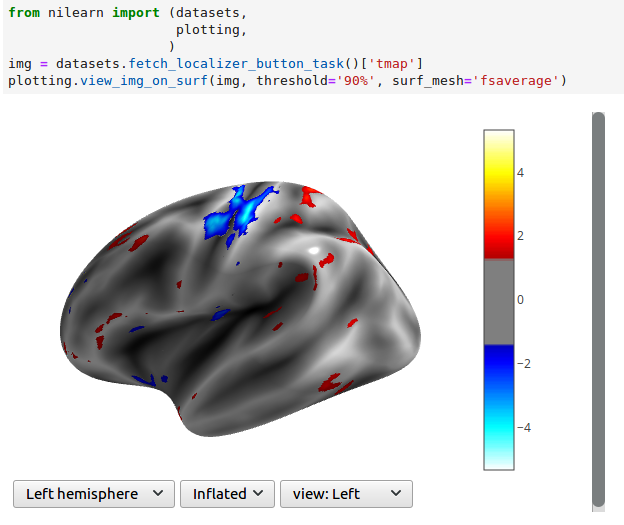 from nilearn import (datasets,
                     plotting,
                    )
img = datasets.fetch_localizer_button_task()['tmap']
plotting.view_img_on_surf(img, threshold='90%', surf_mesh='fsaverage')
4
2
0
−2
−4
Left hemisphere Inflated view: Left